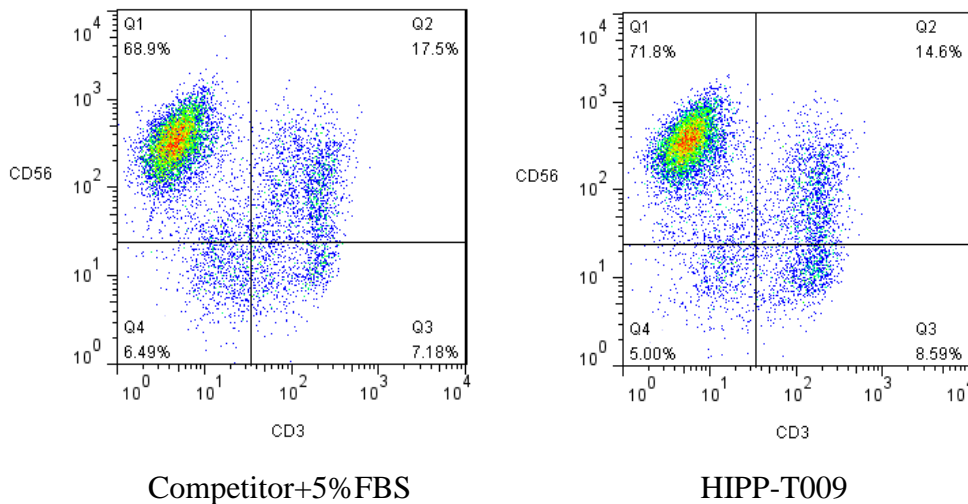 10^4 Q1 68.9% Q2 17.5%
10^3
CD56
10^2
10^1
Q4 6.49% Q3 7.18%
10^0
10^0 10^1 10^2 10^3 10^4
CD3
Competitor+5%FBS
10^4 Q1 71.8% Q2 14.6%
10^3
CD56
10^2
10^1
Q4 5.00% Q3 8.59%
10^0
10^0 10^1 10^2 10^3 10
CD3
HIPP-T009